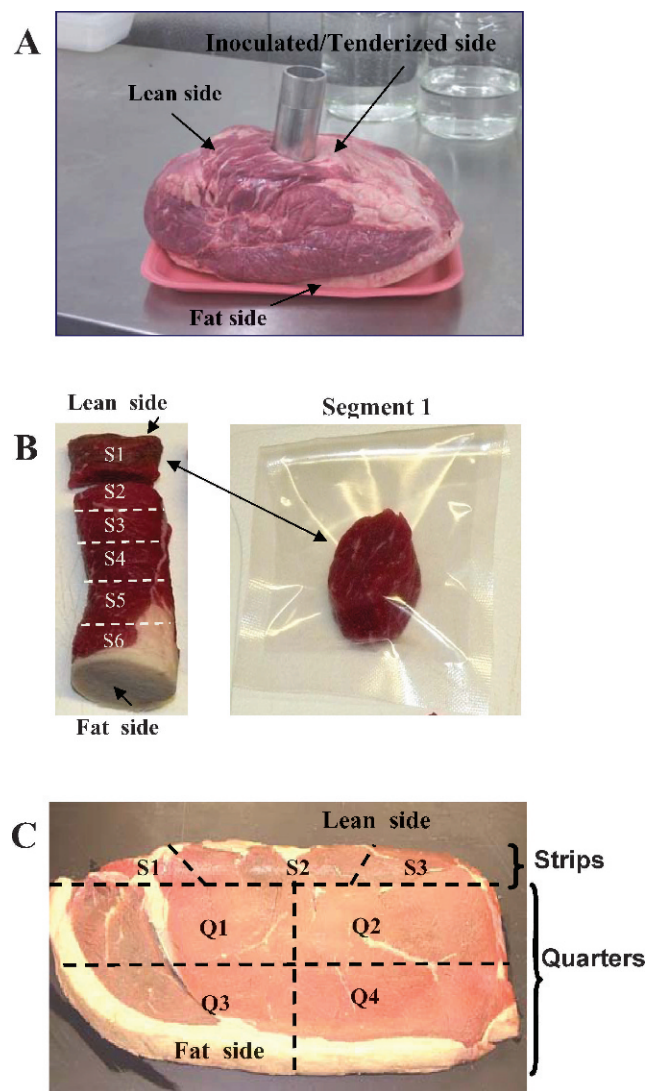 A
Inoculated/Tenderized side
Lean side
Fat side
Lean side
Segment 1
B
S1
S2
S3
S4
S5
S6
Fat side
C
Lean side
S1 S2 S3
Strips
Q1 Q2
Quarters
Q3 Q4
Fat side